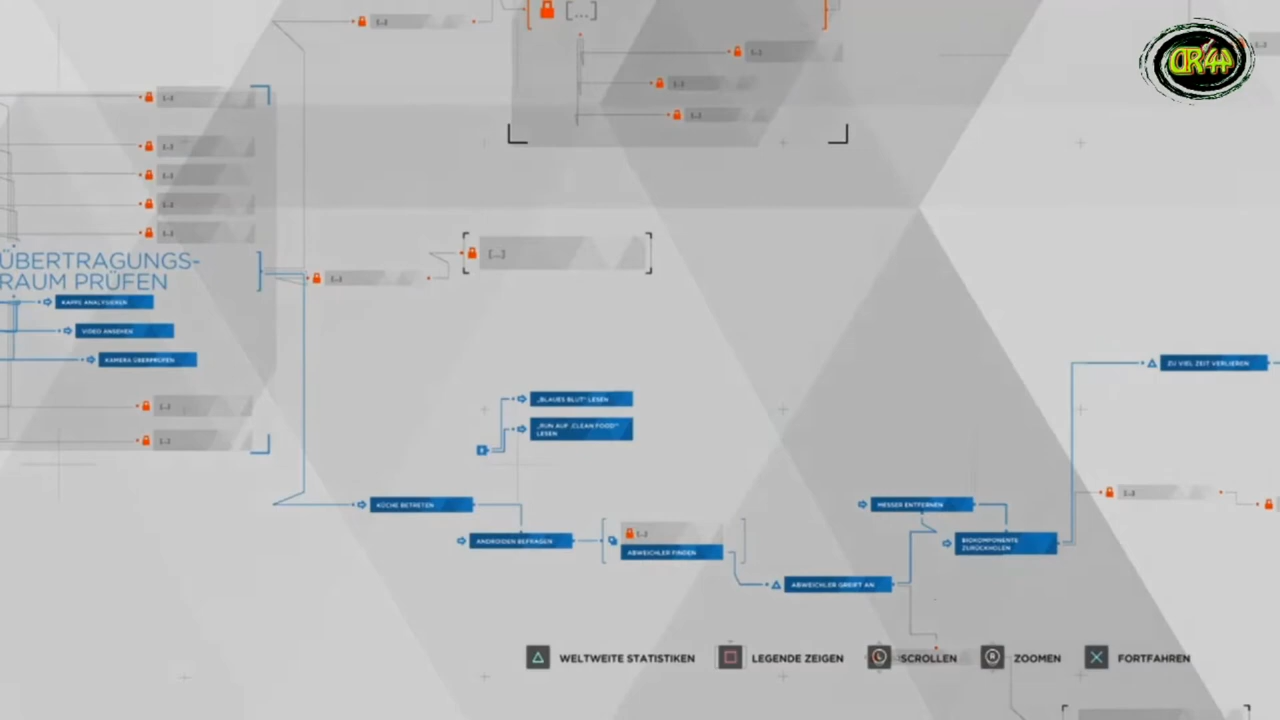 [...]
[...]
[...]
[...]
[...]
[...]
[...]
[...]
[...]
[...]
[...]
ÜBERTRAGUNGS-
RAUM PRÜFEN
[...]
[...]
KAPPE ANALYSIEREN
VIDEO ANSEHEN
KAMERA ÜBERPRÜFEN
ZU VIEL ZEIT VERLIEREN
„BLAUES BLUT“ LESEN
[...]
„RUN AUF ‚CLEAN FOOD‘“
LESEN
[...]
[...]
KÜCHE BETRETEN
MESSER ENTFERNEN
[...]
ANDROIDEN BEFRAGEN
ABWEICHLER FINDEN
BIOKOMPONENTE
ZURÜCKHOLEN
ABWEICHLER GREIFT AN
WELTWEITE STATISTIKEN
LEGENDE ZEIGEN
L SCROLLEN
R ZOOMEN
FORTFAHREN